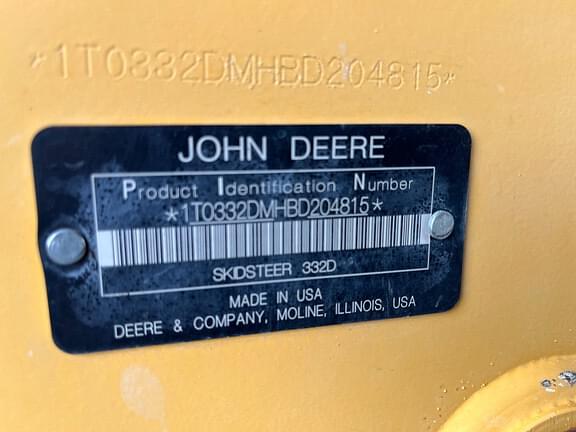 *1T0332DMHBD204815*
JOHN DEERE
Product Identification Number
*1T0332DMHBD204815*
SKIDSTEER 332D
MADE IN USA
DEERE & COMPANY, MOLINE, ILLINOIS, USA